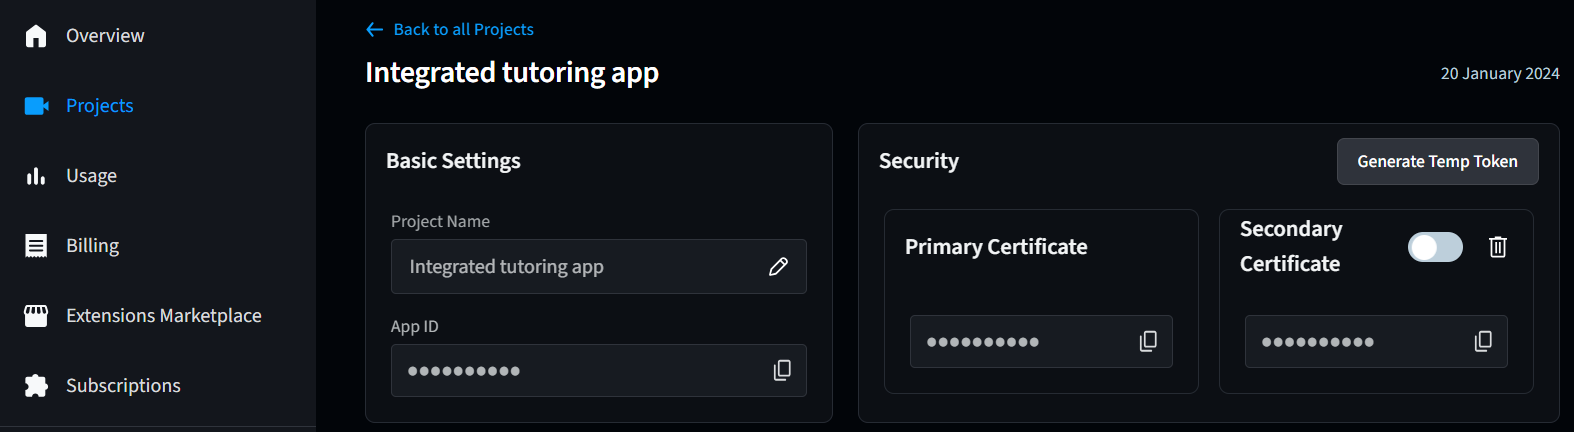 Overview
Projects
Usage
Billing
Extensions Marketplace
Subscriptions
Back to all Projects
Integrated tutoring app
20 January 2024
Basic Settings
Project Name
Integrated tutoring app
App ID
••••••••••
Security
Generate Temp Token
Primary Certificate
••••••••••
Secondary
Certificate
••••••••••